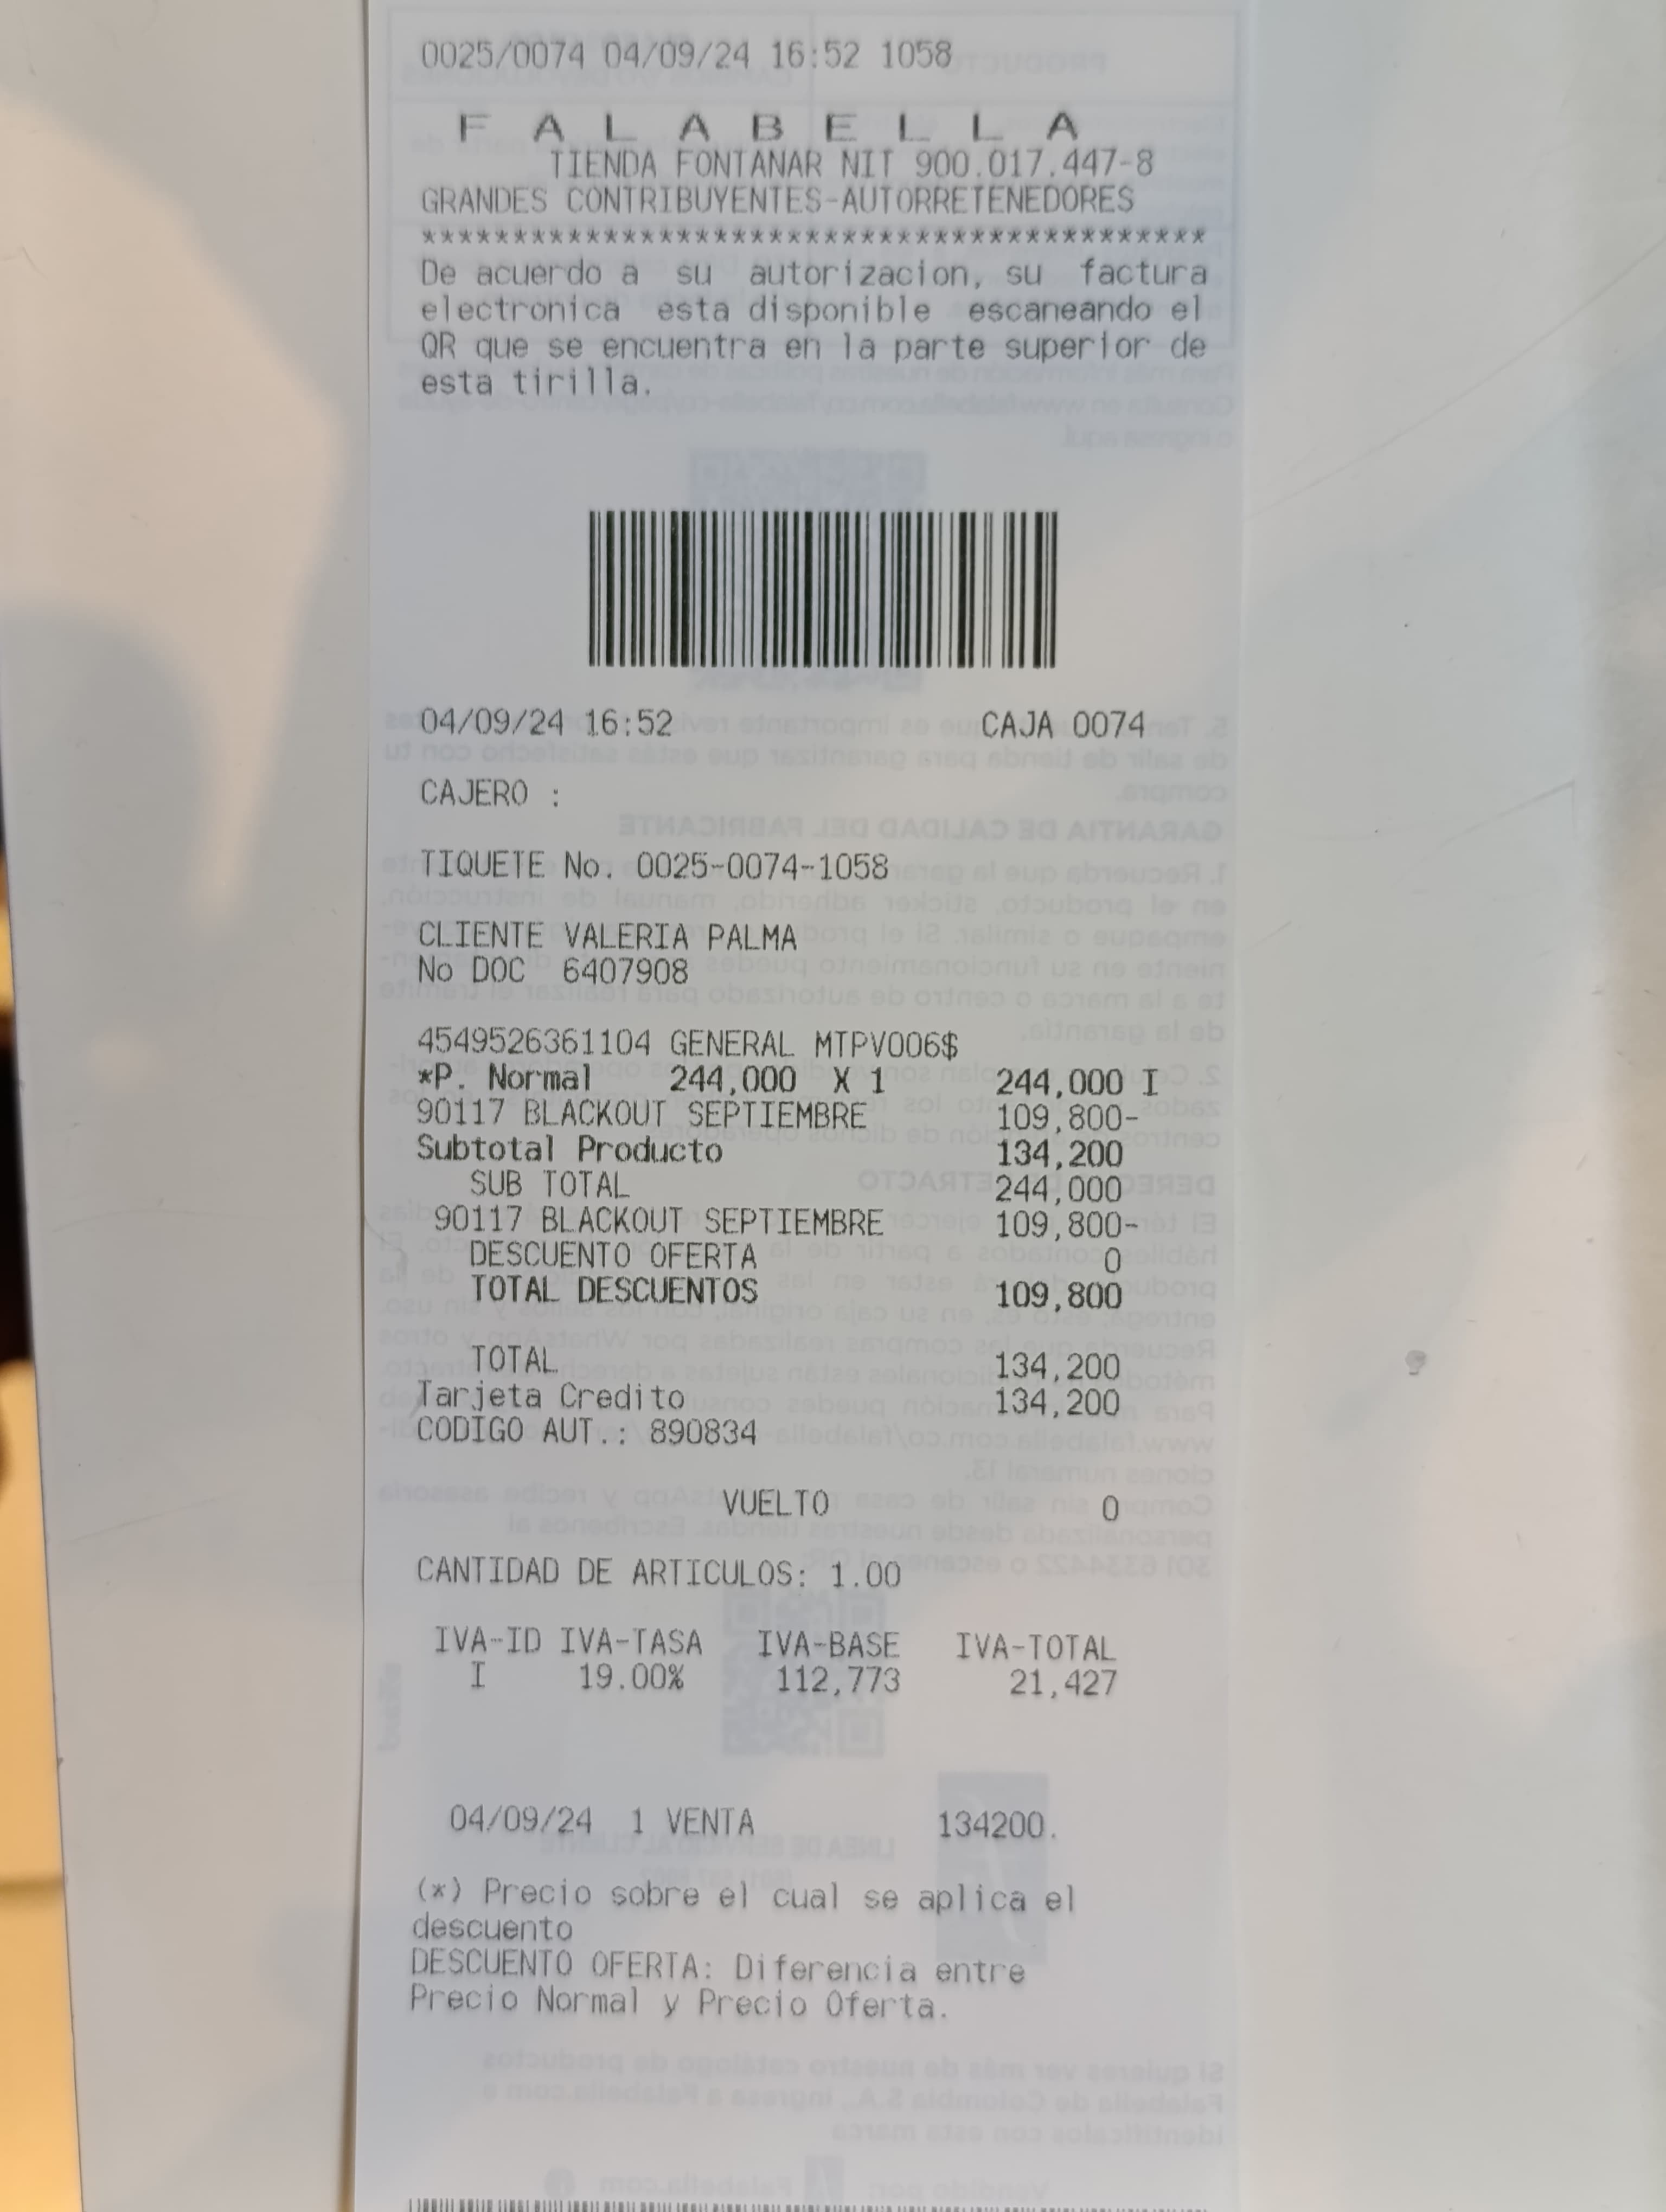 0025/0074 04/09/24 16:52 1058
F A L A B E L L A
TIENDA FONTANAR NIT 900.017.447-8
GRANDES CONTRIBUYENTES-AUTORRETENEDORES
*******************************************
De acuerdo a su autorizacion, su factura
electronica esta disponible escaneando el
QR que se encuentra en la parte superior de
esta tirilla.
04/09/24 16:52 CAJA 0074
CAJERO :
TIQUETE No. 0025-0074-1058
CLIENTE VALERIA PALMA
No DOC 6407908
4549526361104 GENERAL MTPV006$
*P. Normal 244,000 X 1 244,000 I
90117 BLACKOUT SEPTIEMBRE 109,800-
Subtotal Producto 134,200
SUB TOTAL 244,000
90117 BLACKOUT SEPTIEMBRE 109,800-
DESCUENTO OFERTA 0
TOTAL DESCUENTOS 109,800
TOTAL 134,200
Tarjeta Credito 134,200
CODIGO AUT.: 890834
VUELTO 0
CANTIDAD DE ARTICULOS: 1.00
IVA-ID IVA-TASA IVA-BASE IVA-TOTAL
I 19.00% 112,773 21,427
04/09/24 1 VENTA 134200.
(*) Precio sobre el cual se aplica el
descuento
DESCUENTO OFERTA: Diferencia entre
Precio Normal y Precio Oferta.